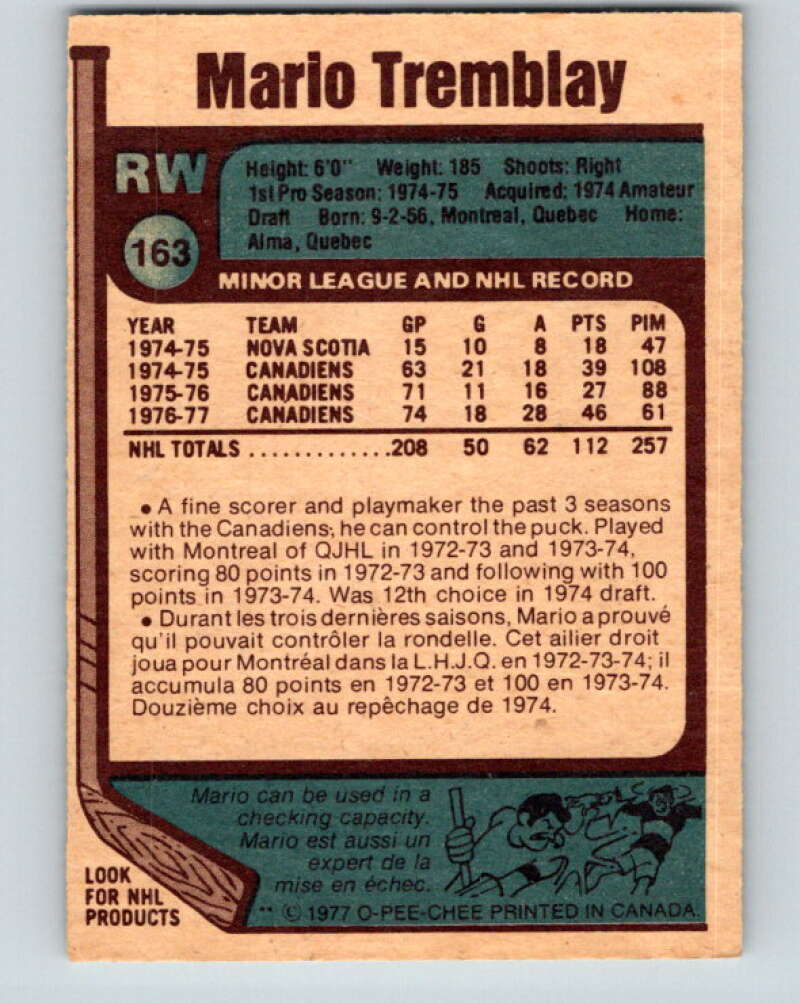 Mario Tremblay
RW
163
Height: 6'0" Weight: 185 Shoots: Right
1st Pro Season: 1974-75 Acquired: 1974 Amateur
Draft Born: 9-2-56, Montreal, Quebec Home:
Alma, Quebec
MINOR LEAGUE AND NHL RECORD
YEAR TEAM GP G A PTS PIM
1974-75 NOVA SCOTIA 15 10 8 18 47
1974-75 CANADIENS 63 21 18 39 108
1975-76 CANADIENS 71 11 16 27 88
1976-77 CANADIENS 74 18 28 46 61
NHL TOTALS .............208 50 62 112 257
• A fine scorer and playmaker the past 3 seasons
with the Canadiens, he can control the puck. Played
with Montreal of QJHL in 1972-73 and 1973-74,
scoring 80 points in 1972-73 and following with 100
points in 1973-74. Was 12th choice in 1974 draft.
• Durant les trois dernières saisons, Mario a prouvé
qu'il pouvait contrôler la rondelle. Cet ailier droit
joua pour Montréal dans la L.H.J.Q. en 1972-73-74; il
accumula 80 points en 1972-73 et 100 en 1973-74.
Douzième choix au repêchage de 1974.
Mario can be used in a
checking capacity.
Mario est aussi un
expert de la
mise en échec.
LOOK
FOR NHL
PRODUCTS
** © 1977 O-PEE-CHEE PRINTED IN CANADA.